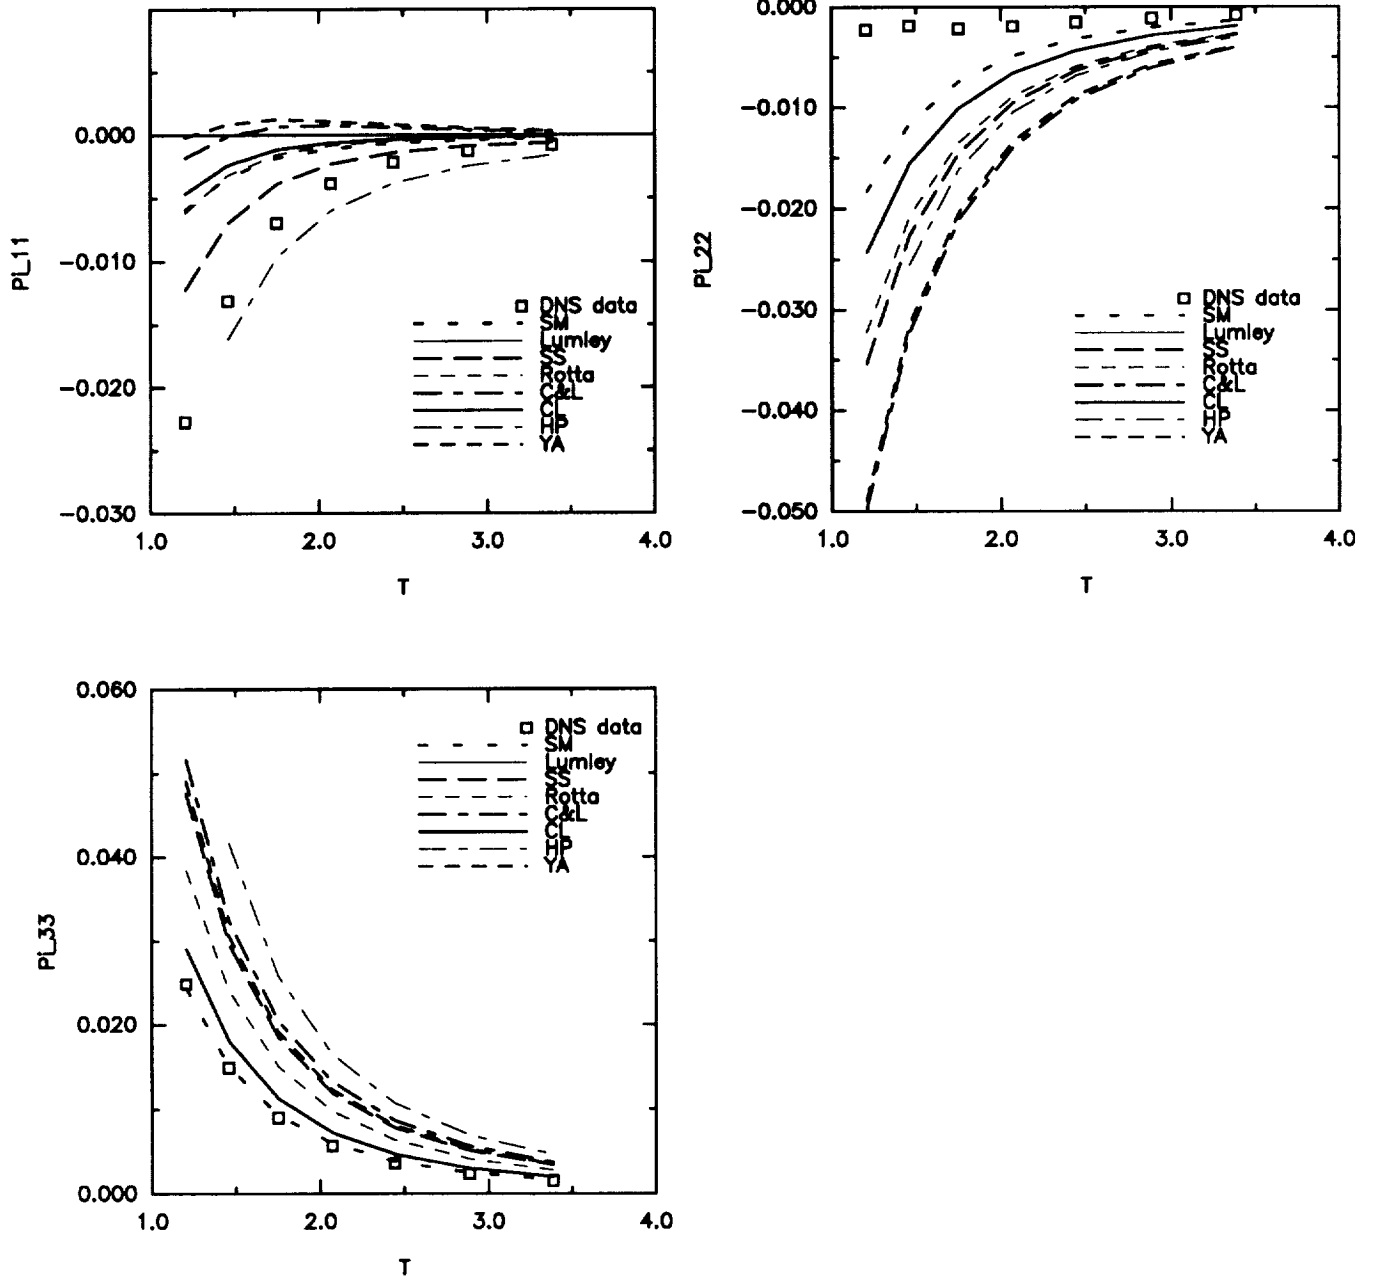 0.000
−0.010
−0.020
−0.030
1.0
2.0
3.0
4.0
T
PI_11
DNS data
SM
Lumley
SS
Rotta
C&L
CL
HP
YA
0.000
−0.010
−0.020
−0.030
−0.040
−0.050
1.0
2.0
3.0
4.0
T
PI_22
DNS data
SM
Lumley
SS
Rotta
C&L
CL
HP
YA
0.060
0.040
0.020
0.000
1.0
2.0
3.0
4.0
T
PI_33
DNS data
SM
Lumley
SS
Rotta
C&L
CL
HP
YA